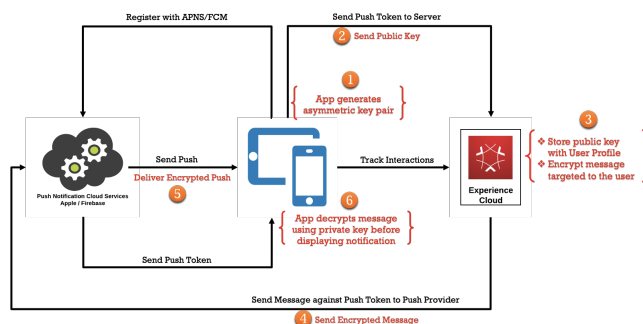 Register with APNS/FCM
Send Push Token to Server
2 Send Public Key
1
App generates
asymmetric key pair
3
Store public key
with User Profile
Encrypt message
targeted to the user
Push Notification Cloud Services
Apple / Firebase
Send Push
Deliver Encrypted Push
5
Track Interactions
Experience
Cloud
6
App decrypts message
using private key before
displaying notification
Send Push Token
Send Message against Push Token to Push Provider
4 Send Encrypted Message